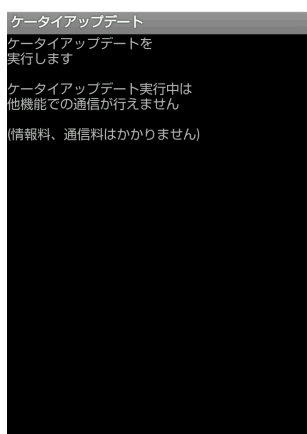 ケータイアップデート
ケータイアップデートを
実行します
ケータイアップデート実行中は
他機能での通信が行えません
(情報料、通信料はかかりません)